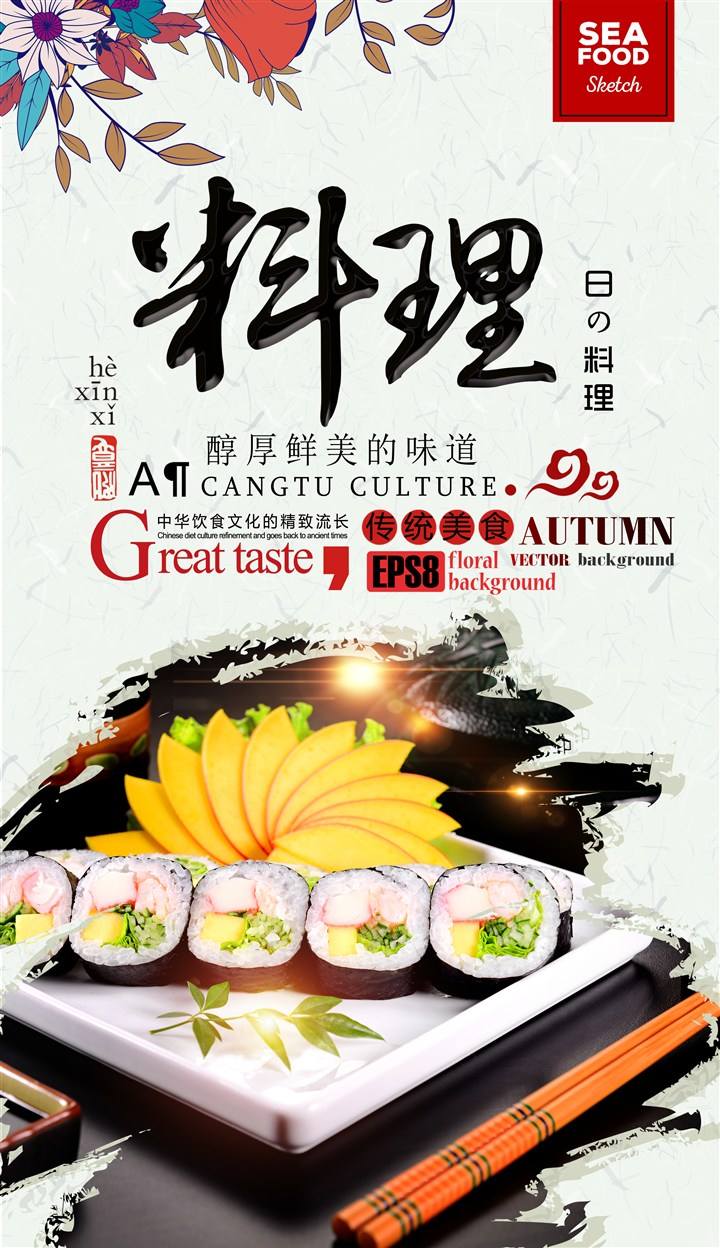 SEA
FOOD
Sketch
料理
日の料理
hè
xīn
xǐ
醇厚鲜美的味道
A¶ CANGTU CULTURE
Great taste
中华饮食文化的精致流长
Chinese diet culture refinement and goes back to ancient times
传统美食 AUTUMN
EPS8 floral VECTOR background
background